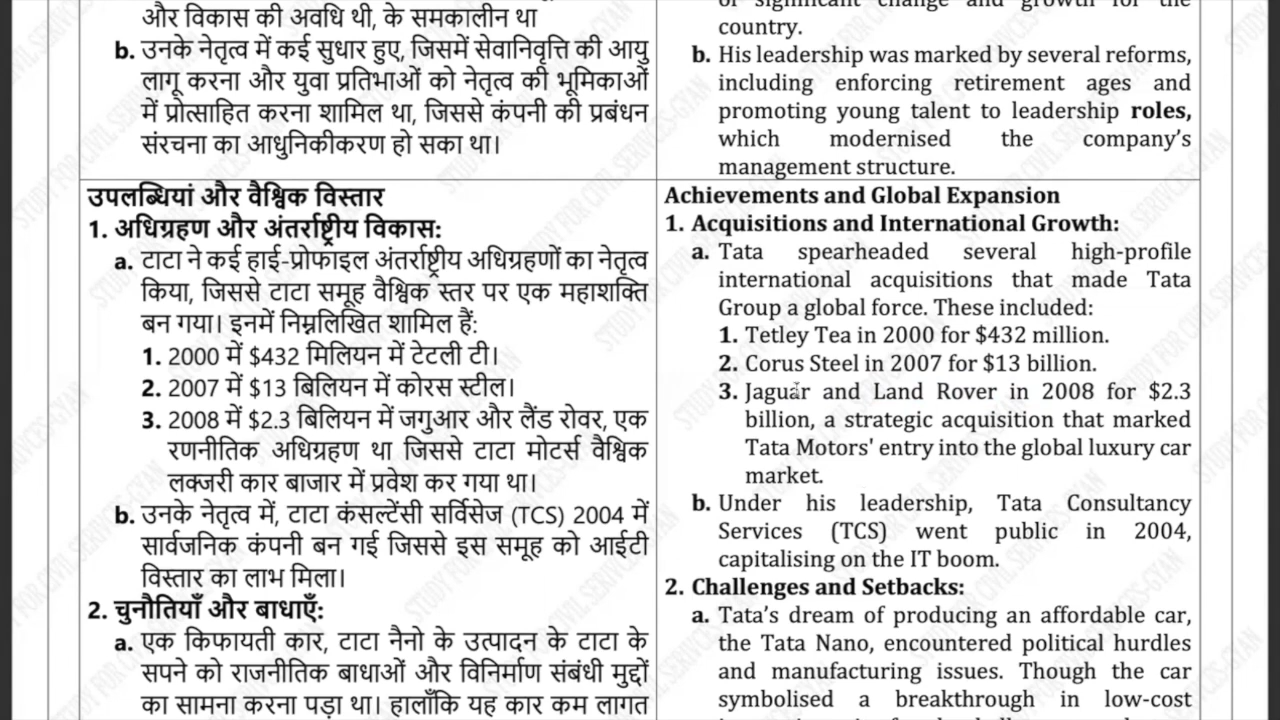 और विकास की अवधि थी, के समकालीन था
b. उनके नेतृत्व में कई सुधार हुए, जिसमें सेवानिवृत्ति की आयु
लागू करना और युवा प्रतिभाओं को नेतृत्व की भूमिकाओं
में प्रोत्साहित करना शामिल था, जिससे कंपनी की प्रबंधन
संरचना का आधुनिकीकरण हो सका था।
उपलब्धियां और वैश्विक विस्तार
1. अधिग्रहण और अंतर्राष्ट्रीय विकास:
a. टाटा ने कई हाई-प्रोफाइल अंतर्राष्ट्रीय अधिग्रहणों का नेतृत्व
किया, जिससे टाटा समूह वैश्विक स्तर पर एक महाशक्ति
बन गया। इनमें निम्नलिखित शामिल हैं:
1. 2000 में $432 मिलियन में टेटली टी।
2. 2007 में $13 बिलियन में कोरस स्टील।
3. 2008 में $2.3 बिलियन में जगुआर और लैंड रोवर, एक
रणनीतिक अधिग्रहण था जिससे टाटा मोटर्स वैश्विक
लक्जरी कार बाजार में प्रवेश कर गया था।
b. उनके नेतृत्व में, टाटा कंसल्टेंसी सर्विसेज (TCS) 2004 में
सार्वजनिक कंपनी बन गई जिससे इस समूह को आईटी
विस्तार का लाभ मिला।
2. चुनौतियाँ और बाधाएँ:
a. एक किफायती कार, टाटा नैनो के उत्पादन के टाटा के
सपने को राजनीतिक बाधाओं और विनिर्माण संबंधी मुद्दों
का सामना करना पड़ा था। हालाँकि यह कार कम लागत
of significant change and growth for the
country.
b. His leadership was marked by several reforms,
including enforcing retirement ages and
promoting young talent to leadership roles,
which modernised the company's
management structure.
Achievements and Global Expansion
1. Acquisitions and International Growth:
a. Tata spearheaded several high-profile
international acquisitions that made Tata
Group a global force. These included:
1. Tetley Tea in 2000 for $432 million.
2. Corus Steel in 2007 for $13 billion.
3. Jaguar and Land Rover in 2008 for $2.3
billion, a strategic acquisition that marked
Tata Motors' entry into the global luxury car
market.
b. Under his leadership, Tata Consultancy
Services (TCS) went public in 2004,
capitalising on the IT boom.
2. Challenges and Setbacks:
a. Tata's dream of producing an affordable car,
the Tata Nano, encountered political hurdles
and manufacturing issues. Though the car
symbolised a breakthrough in low-cost